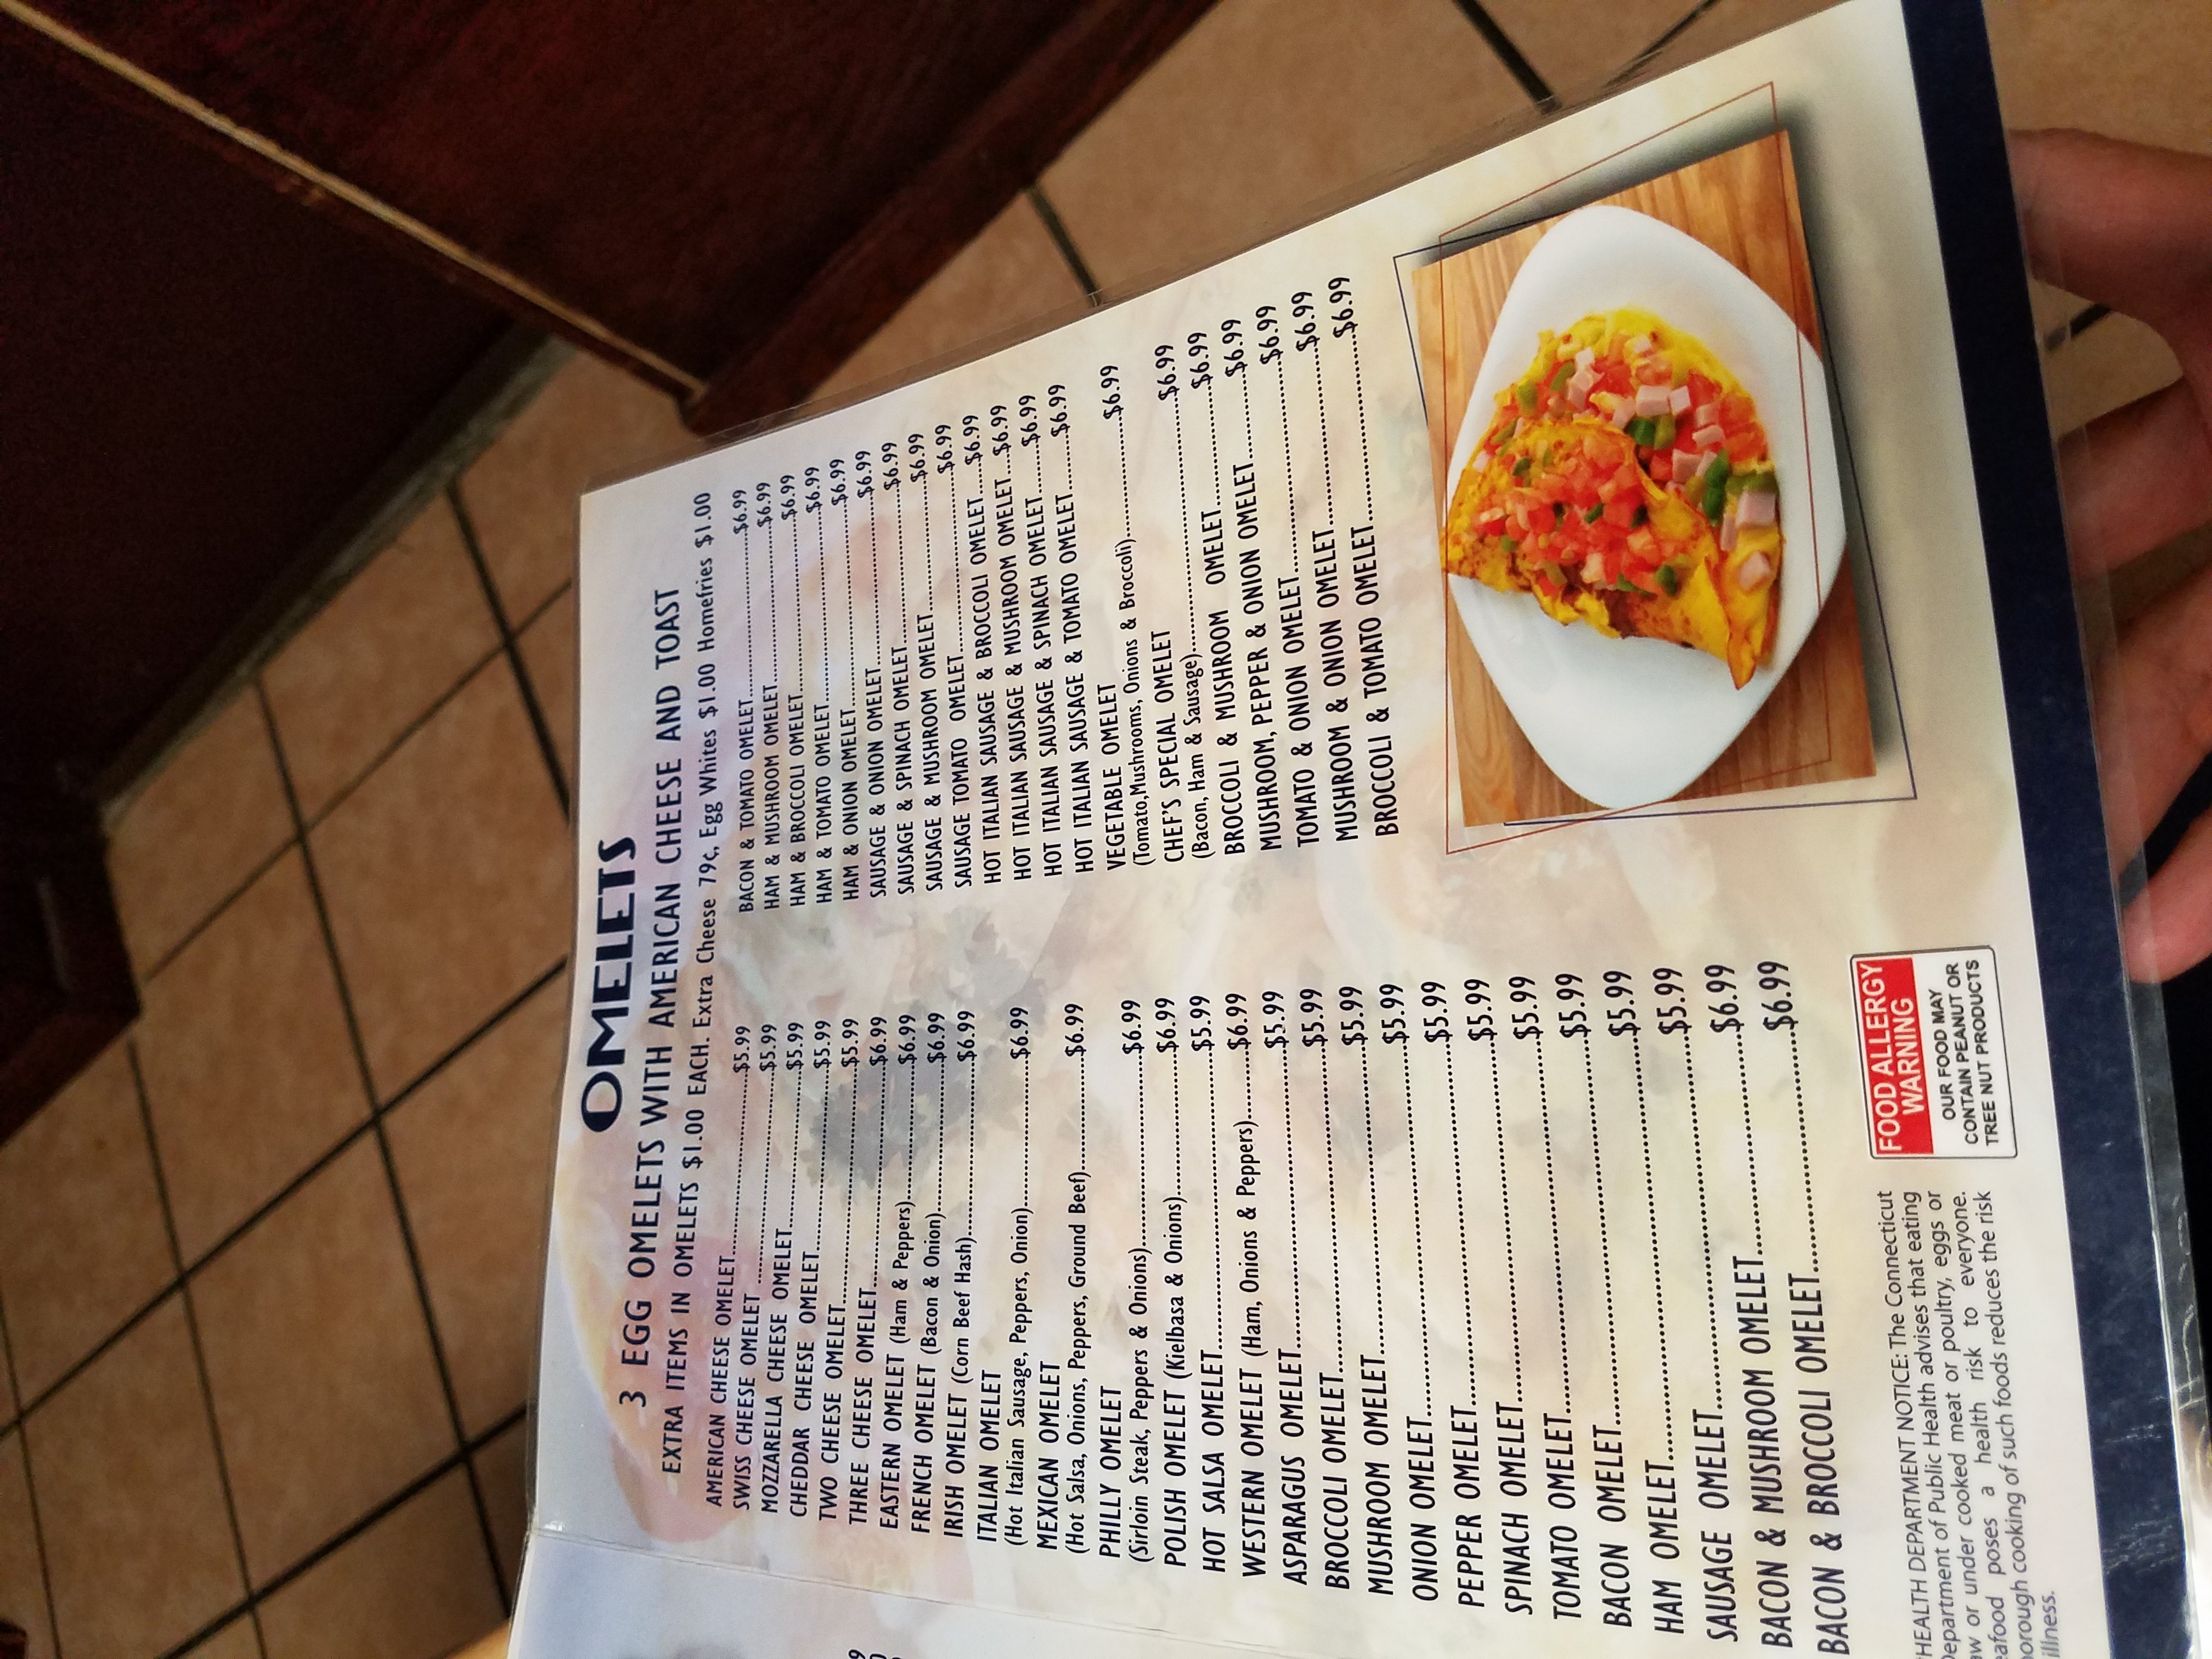 OMELETS
3 EGG OMELETS WITH AMERICAN CHEESE AND TOAST
EXTRA ITEMS IN OMELETS $1.00 EACH. Extra Cheese 79¢, Egg Whites $1.00 Homefries $1.00
AMERICAN CHEESE OMELET $5.99
SWISS CHEESE OMELET $5.99
MOZZARELLA CHEESE OMELET $5.99
CHEDDAR CHEESE OMELET $5.99
TWO CHEESE OMELET $5.99
THREE CHEESE OMELET $6.99
EASTERN OMELET (Ham & Peppers) $6.99
FRENCH OMELET (Bacon & Onion) $6.99
IRISH OMELET (Corn Beef Hash) $6.99
ITALIAN OMELET
(Hot Italian Sausage, Peppers, Onion) $6.99
MEXICAN OMELET
(Hot Salsa, Onions, Peppers, Ground Beef) $6.99
PHILLY OMELET
(Sirloin Steak, Peppers & Onions) $6.99
POLISH OMELET (Kielbasa & Onions) $6.99
HOT SALSA OMELET $5.99
WESTERN OMELET (Ham, Onions & Peppers) $6.99
ASPARAGUS OMELET $5.99
BROCCOLI OMELET $5.99
MUSHROOM OMELET $5.99
ONION OMELET $5.99
PEPPER OMELET $5.99
SPINACH OMELET $5.99
TOMATO OMELET $5.99
BACON OMELET $5.99
HAM OMELET $5.99
SAUSAGE OMELET $6.99
BACON & MUSHROOM OMELET $6.99
BACON & BROCCOLI OMELET
BACON & TOMATO OMELET $6.99
HAM & MUSHROOM OMELET $6.99
HAM & BROCCOLI OMELET $6.99
HAM & TOMATO OMELET $6.99
HAM & ONION OMELET $6.99
SAUSAGE & ONION OMELET $6.99
SAUSAGE & SPINACH OMELET $6.99
SAUSAGE & MUSHROOM OMELET $6.99
SAUSAGE TOMATO OMELET $6.99
HOT ITALIAN SAUSAGE & BROCCOLI OMELET $6.99
HOT ITALIAN SAUSAGE & MUSHROOM OMELET $6.99
HOT ITALIAN SAUSAGE & SPINACH OMELET $6.99
HOT ITALIAN SAUSAGE & TOMATO OMELET $6.99
VEGETABLE OMELET
(Tomato,Mushrooms, Onions & Broccoli) $6.99
CHEF'S SPECIAL OMELET $6.99
(Bacon, Ham & Sausage) $6.99
BROCCOLI & MUSHROOM OMELET $6.99
MUSHROOM, PEPPER & ONION OMELET $6.99
TOMATO & ONION OMELET $6.99
MUSHROOM & ONION OMELET $6.99
BROCCOLI & TOMATO OMELET
HEALTH DEPARTMENT NOTICE: The Connecticut
Department of Public Health advises that eating
raw or under cooked meat or poultry, eggs or
seafood poses a health risk to everyone.
thorough cooking of such foods reduces the risk
illness.
FOOD ALLERGY
WARNING
OUR FOOD MAY
CONTAIN PEANUT OR
TREE NUT PRODUCTS